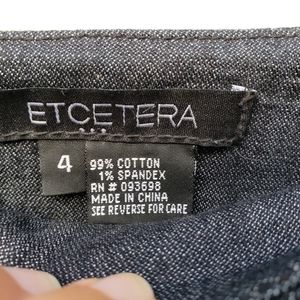 ETCETERA
...
4
99% COTTON
1% SPANDEX
RN # 093698
MADE IN CHINA
SEE REVERSE FOR CARE